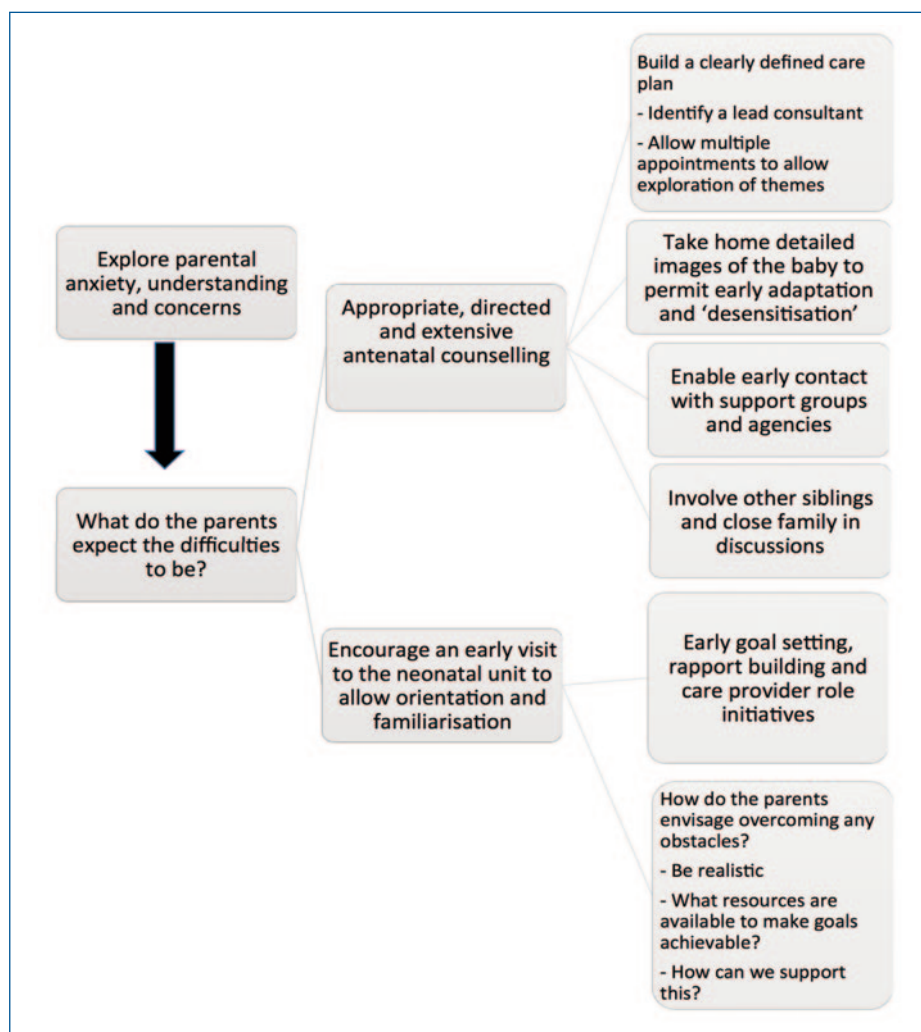 Explore parental
anxiety, understanding
and concerns
What do the parents
expect the difficulties
to be?
Appropriate, directed
and extensive
antenatal counselling
Encourage an early visit
to the neonatal unit to
allow orientation and
familiarisation
Build a clearly defined care
plan
- Identify a lead consultant
- Allow multiple
appointments to allow
exploration of themes
Take home detailed
images of the baby to
permit early adaptation
and ‘desensitisation’
Enable early contact
with support groups
and agencies
Involve other siblings
and close family in
discussions
Early goal setting,
rapport building and
care provider role
initiatives
How do the parents
envisage overcoming any
obstacles?
- Be realistic
- What resources are
available to make goals
achievable?
- How can we support
this?